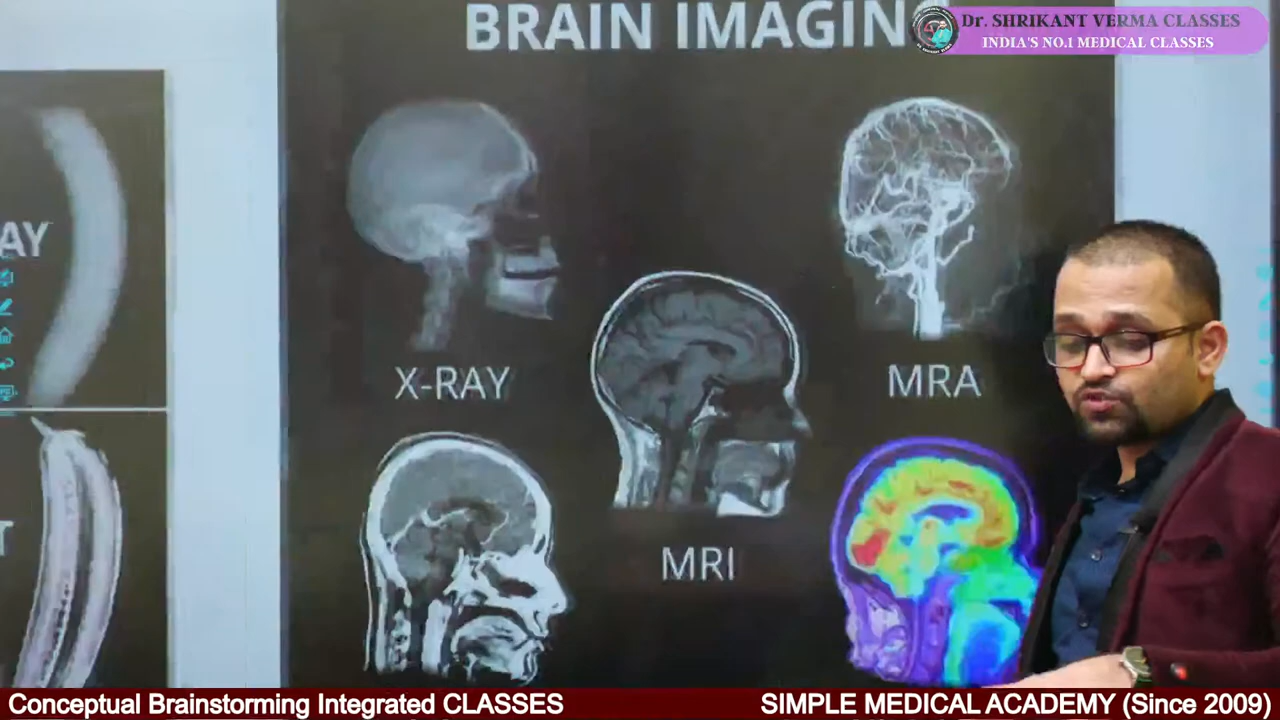 BRAIN IMAGIN
Dr. SHRIKANT VERMA CLASSES
INDIA'S NO.1 MEDICAL CLASSES
AY
X-RAY
MRA
T
MRI
Conceptual Brainstorming Integrated CLASSES
SIMPLE MEDICAL ACADEMY (Since 2009)